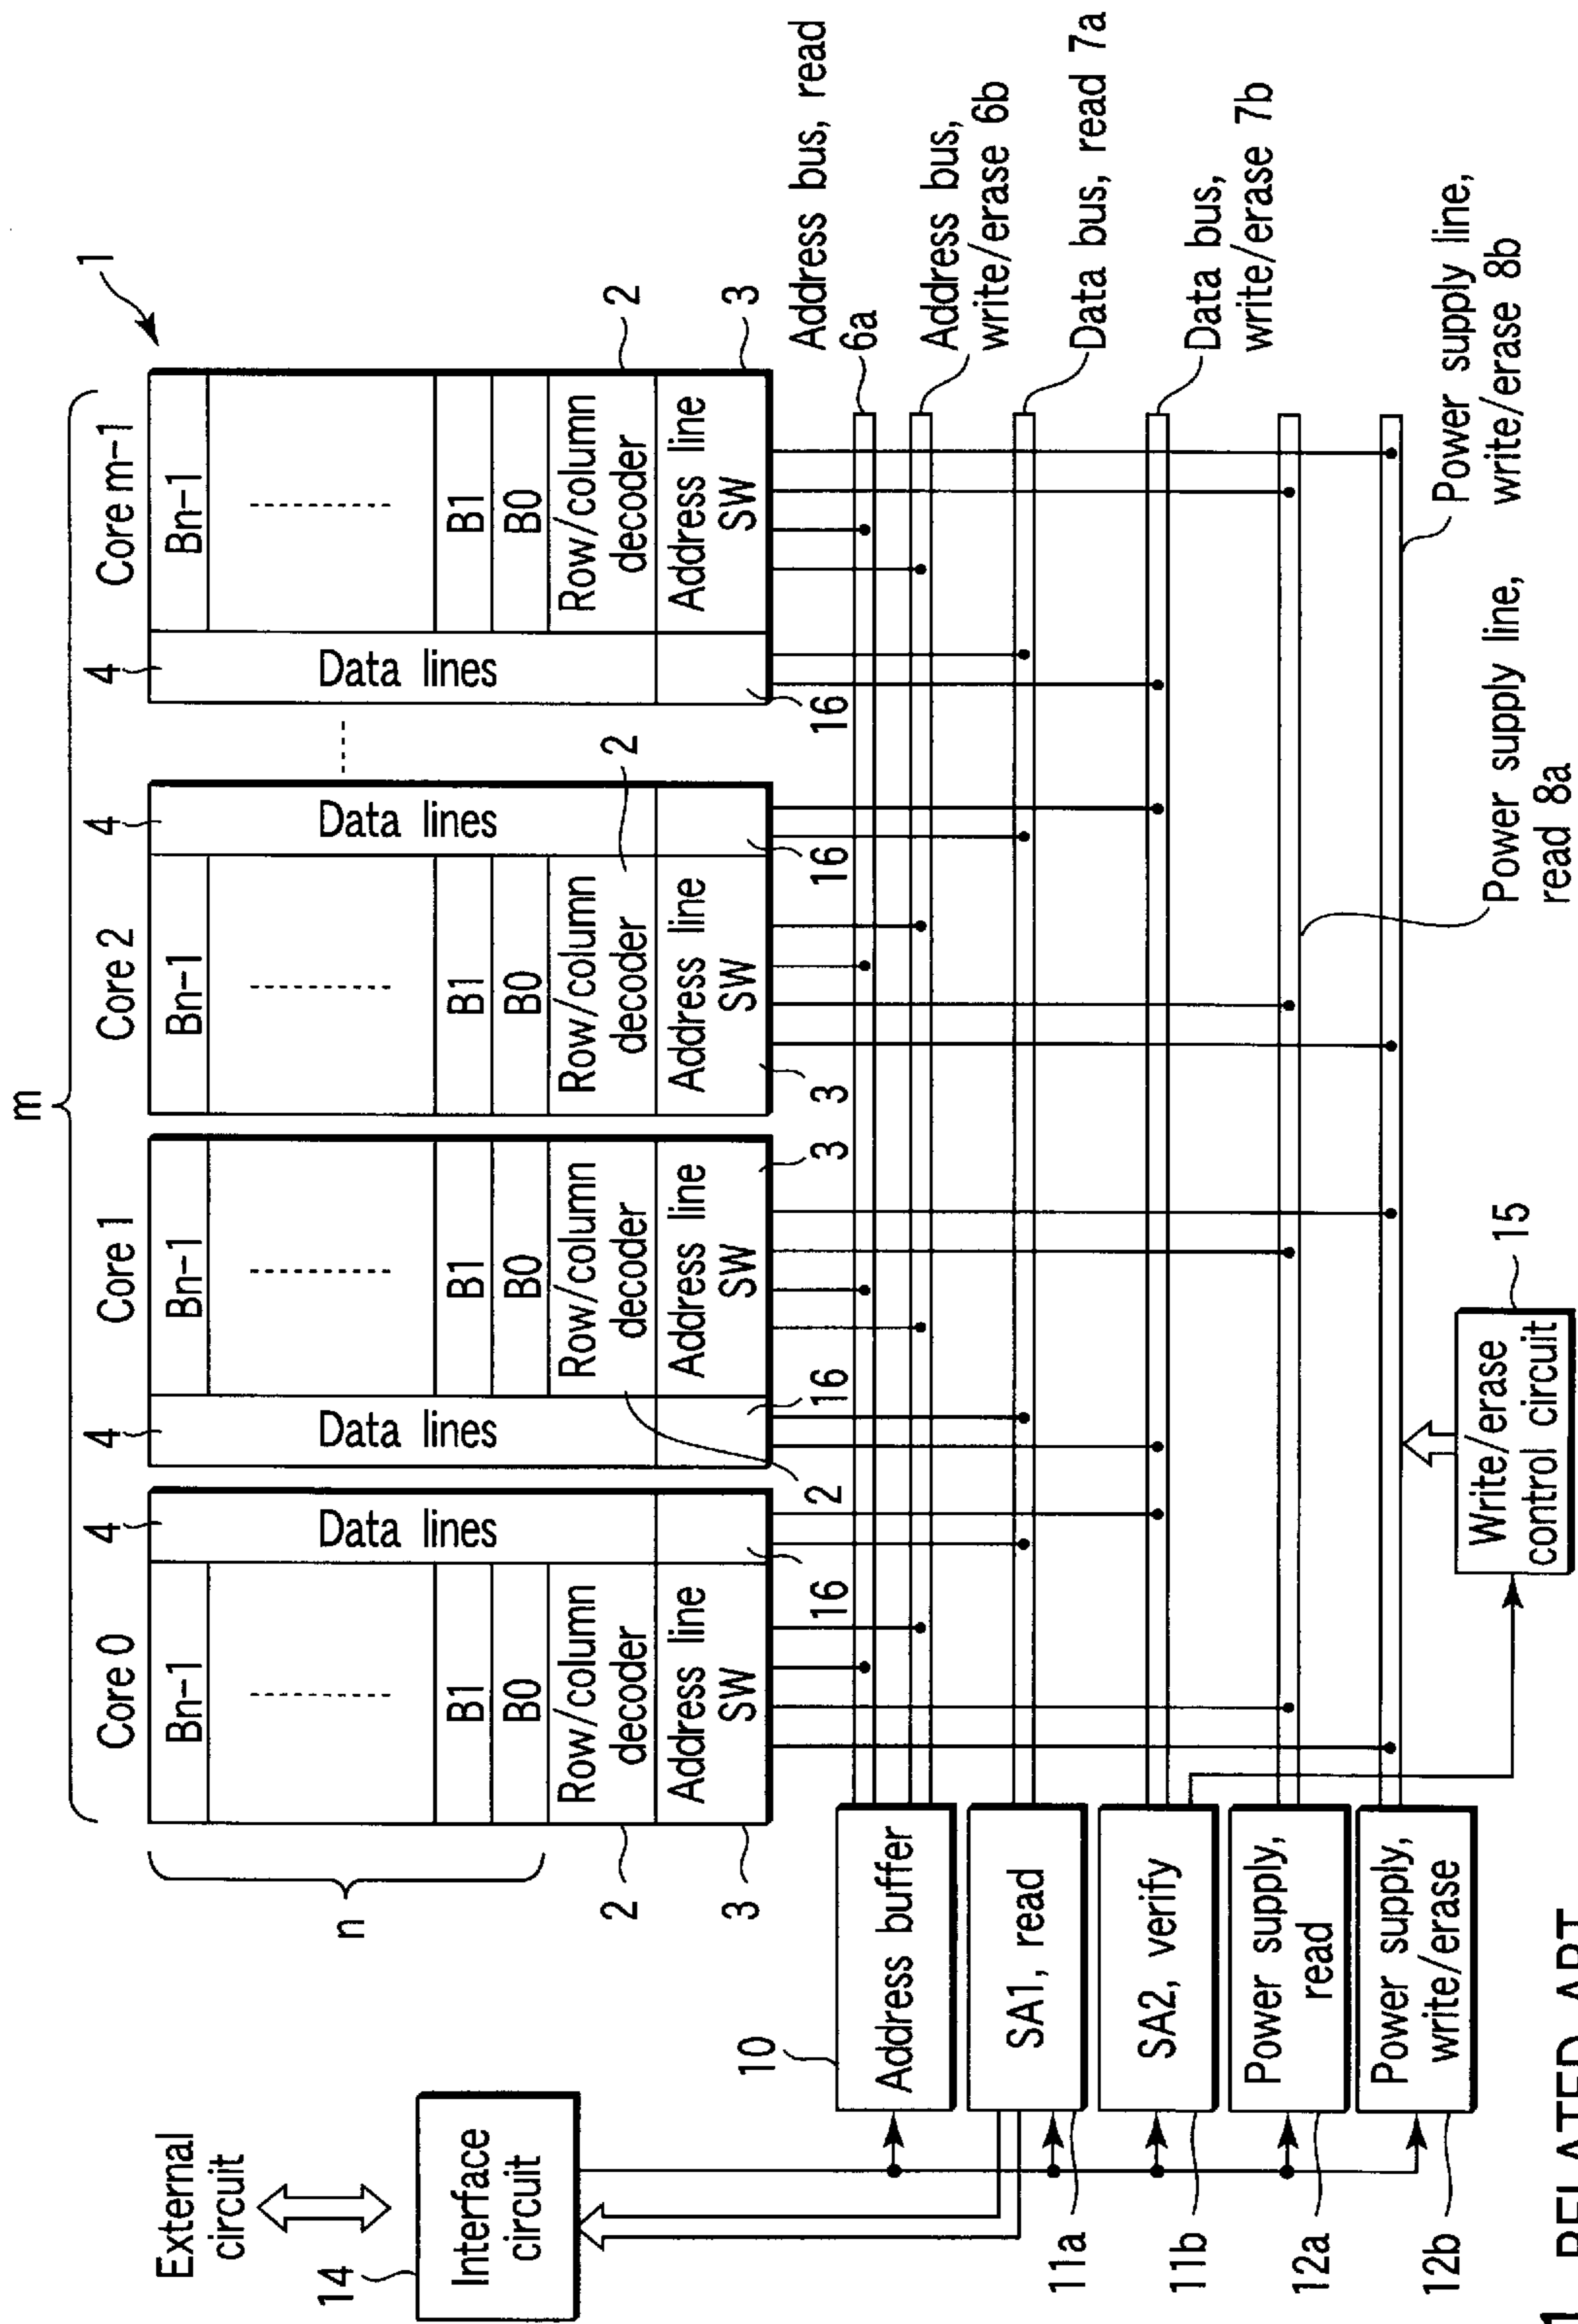 1
m
Core 0
Core 1
Core 2
Core m-1
4
4
4
4
n
Bn-1
B1
B0
Row/column
decoder
Address line
SW
Data lines
Data lines
Bn-1
B1
B0
Row/column
decoder
Address line
SW
Bn-1
B1
B0
Row/column
decoder
Address line
SW
Data lines
Data lines
Bn-1
B1
B0
Row/column
decoder
Address line
SW
2
3
16
2
16
3
3
16
2
16
2
3
Address bus, read
6a
Address bus,
write/erase 6b
Data bus, read 7a
Data bus,
write/erase 7b
Power supply line,
read 8a
Power supply line,
write/erase 8b
External
circuit
14
Interface
circuit
10
Address buffer
SA1, read
11a
SA2, verify
11b
Power supply,
read
12a
Power supply,
write/erase
12b
Write/erase
control circuit
15
1 RELATED ART